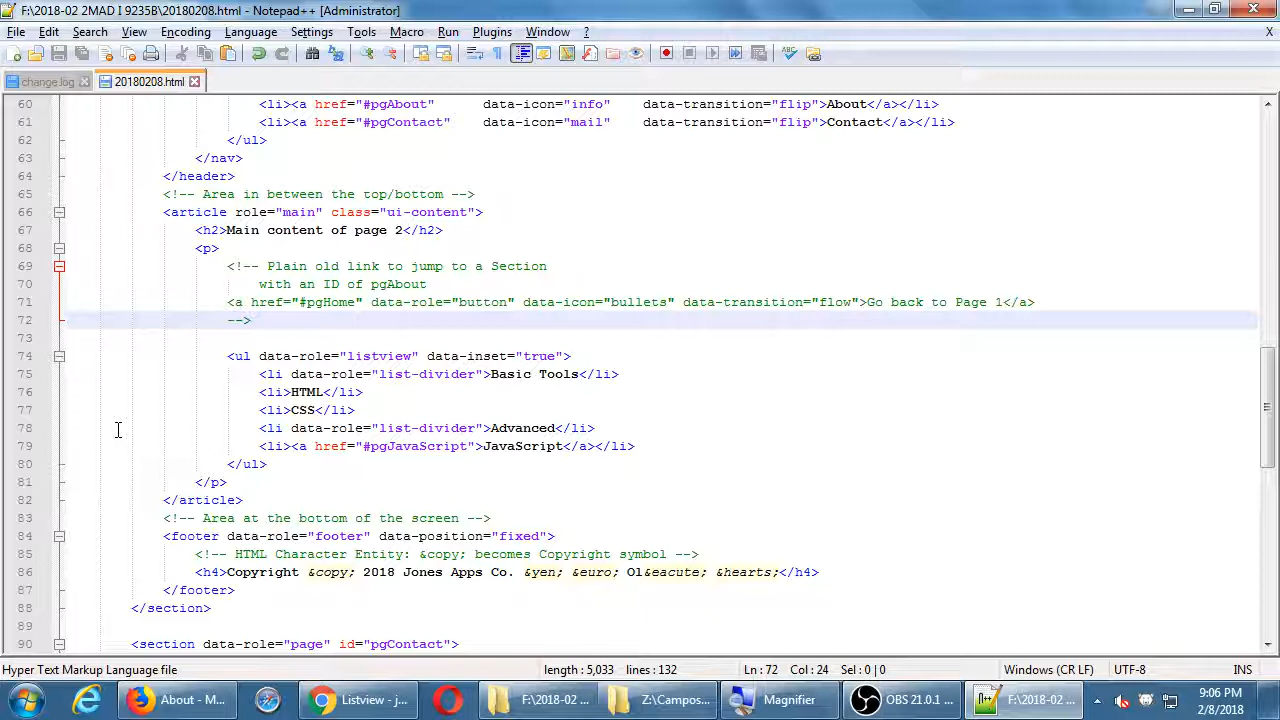 F:\2018-02 2MAD I 9235B\20180208.html - Notepad++ [Administrator]
File Edit Search View Encoding Language Settings Tools Macro Run Plugins Window ? X
change.log 20180208.html
60 <li><a href="#pgAbout" data-icon="info" data-transition="flip">About</a></li>
61 <li><a href="#pgContact" data-icon="mail" data-transition="flip">Contact</a></li>
62 </ul>
63 </nav>
64 </header>
65 <!-- Area in between the top/bottom -->
66 <article role="main" class="ui-content">
67 <h2>Main content of page 2</h2>
68 <p>
69 <!-- Plain old link to jump to a Section
70 with an ID of pgAbout
71 <a href="#pgHome" data-role="button" data-icon="bullets" data-transition="flow">Go back to Page 1</a>
72 -->
73
74 <ul data-role="listview" data-inset="true">
75 <li data-role="list-divider">Basic Tools</li>
76 <li>HTML</li>
77 <li>CSS</li>
78 <li data-role="list-divider">Advanced</li>
79 <li><a href="#pgJavaScript">JavaScript</a></li>
80 </ul>
81 </p>
82 </article>
83 <!-- Area at the bottom of the screen -->
84 <footer data-role="footer" data-position="fixed">
85 <!-- HTML Character Entity: &copy; becomes Copyright symbol -->
86 <h4>Copyright &copy; 2018 Jones Apps Co. &yen; &euro; Ol&eacute; &hearts;</h4>
87 </footer>
88 </section>
89
90 <section data-role="page" id="pgContact">
Hyper Text Markup Language file length : 5,033 lines : 132 Ln : 72 Col : 24 Sel : 0 | 0 Windows (CR LF) UTF-8 INS
About - M... Listview - j... F:\2018-02 ... Z:\Campos... Magnifier OBS 21.0.1 ... F:\2018-02 ... 9:06 PM
2/8/2018